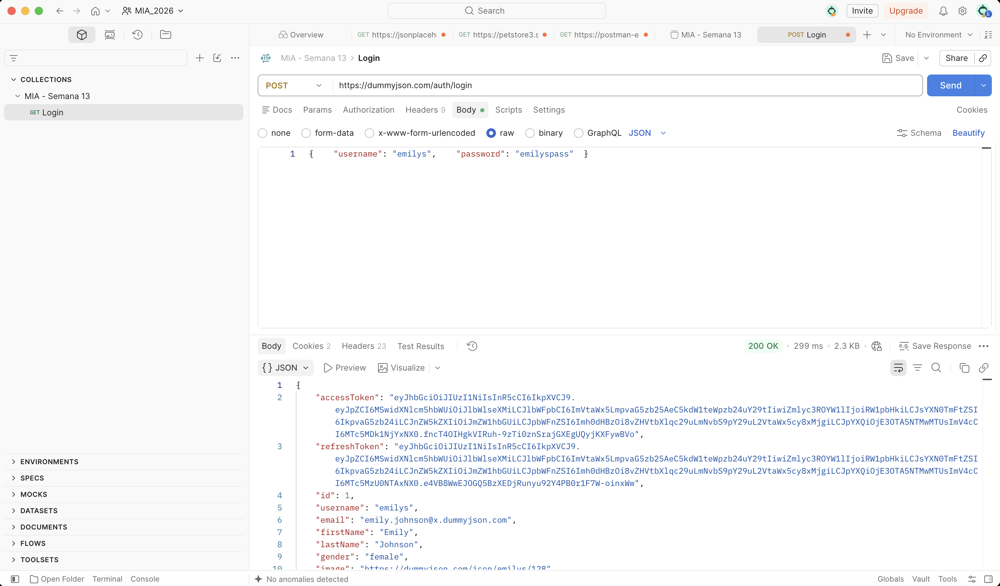 MIA_2026
Search
Invite
Upgrade
Overview
GET https://jsonplaceh
GET https://petstore3.s
GET https://postman-e
MIA - Semana 13
POST Login
No Environment
COLLECTIONS
MIA - Semana 13
GET Login
HTTP MIA - Semana 13 > Login
Save
Share
POST https://dummyjson.com/auth/login
Send
Docs Params Authorization Headers 9 Body Scripts Settings
Cookies
none form-data x-www-form-urlencoded raw binary GraphQL JSON
Schema Beautify
1 { "username": "emilys", "password": "emilyspass" }
Body Cookies 2 Headers 23 Test Results
200 OK 299 ms 2.3 KB e.g. Save Response
{} JSON Preview Visualize
1 {
2 "accessToken": "eyJhbGciOiJIUzI1NiIsInR5cCI6IkpXVCJ9.
eyJpZCI6MSwidXNlcm5hbWUiOiJlbWlseXMiLCJlbWFpbCI6ImVtaWx5LmpvaG5zb25AeC5kdW1teWpzb24uY29tIiwiZmlyc3ROYW1lIjoiRW1pbHkiLCJsYXN0TmFtZSI
6IkpvaG5zb24iLCJnZW5kZXIiOiJmZW1hbGUiLCJpbWFnZSI6Imh0dHBzOi8vZHVtbXlqc29uLmNvbS9pY29uL2VtaWx5cy8xMjgiLCJpYXQiOjE3OTA5NTMwMTUsImV4cC
I6MTc5MDk1NjYxNX0.fncT4OIHgkVIRuh-9zTi0znSrajGXEgUQyjKXFywBVo",
3 "refreshToken": "eyJhbGciOiJIUzI1NiIsInR5cCI6IkpXVCJ9.
eyJpZCI6MSwidXNlcm5hbWUiOiJlbWlseXMiLCJlbWFpbCI6ImVtaWx5LmpvaG5zb25AeC5kdW1teWpzb24uY29tIiwiZmlyc3ROYW1lIjoiRW1pbHkiLCJsYXN0TmFtZSI
6IkpvaG5zb24iLCJnZW5kZXIiOiJmZW1hbGUiLCJpbWFnZSI6Imh0dHBzOi8vZHVtbXlqc29uLmNvbS9pY29uL2VtaWx5cy8xMjgiLCJpYXQiOjE3OTA5NTMwMTUsImV4cC
I6MTc5MzU0NTAxNX0.e4VB8WwEJOGQ5BzXEDjRunyu92Y4PB0r1F7W-oinxWw",
4 "id": 1,
5 "username": "emilys",
6 "email": "emily.johnson@x.dummyjson.com",
7 "firstName": "Emily",
8 "lastName": "Johnson",
9 "gender": "female",
10 "image": "https://dummyjson.com/icon/emilys/128"
ENVIRONMENTS
SPECS
MOCKS
DATASETS
DOCUMENTS
FLOWS
TOOLSETS
Open Folder Terminal Console
No anomalies detected
Globals Vault Tools